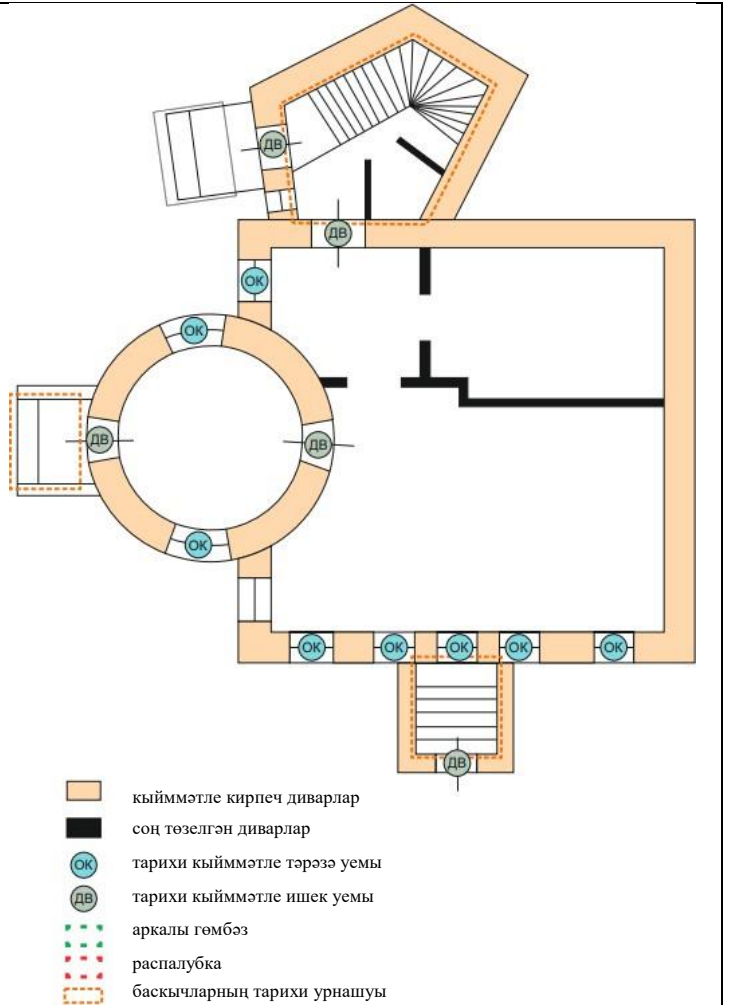 ДВ
ДВ
ОК
ОК
ДВ
ДВ
ОК
ОК
ОК
ОК
ОК
ОК
ДВ
кыйммәтле кирпеч диварлар
соң төзелгән диварлар
ОК тарихи кыйммәтле тәрәзә уемы
ДВ тарихи кыйммәтле ишек уемы
аркалы гөмбәз
распалубка
баскычларның тарихи урнашуы